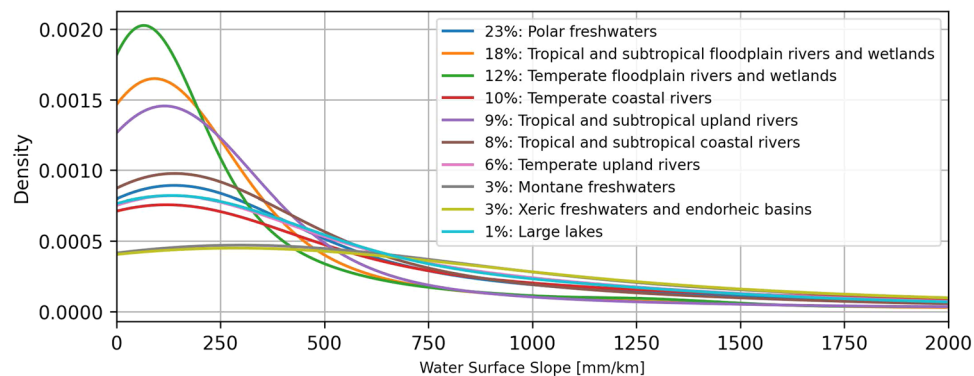 0.0020
0.0015
0.0010
0.0005
0.0000
Density
23%: Polar freshwaters
18%: Tropical and subtropical floodplain rivers and wetlands
12%: Temperate floodplain rivers and wetlands
10%: Temperate coastal rivers
9%: Tropical and subtropical upland rivers
8%: Tropical and subtropical coastal rivers
6%: Temperate upland rivers
3%: Montane freshwaters
3%: Xeric freshwaters and endorheic basins
1%: Large lakes
0 250 500 750 1000 1250 1500 1750 2000
Water Surface Slope [mm/km]